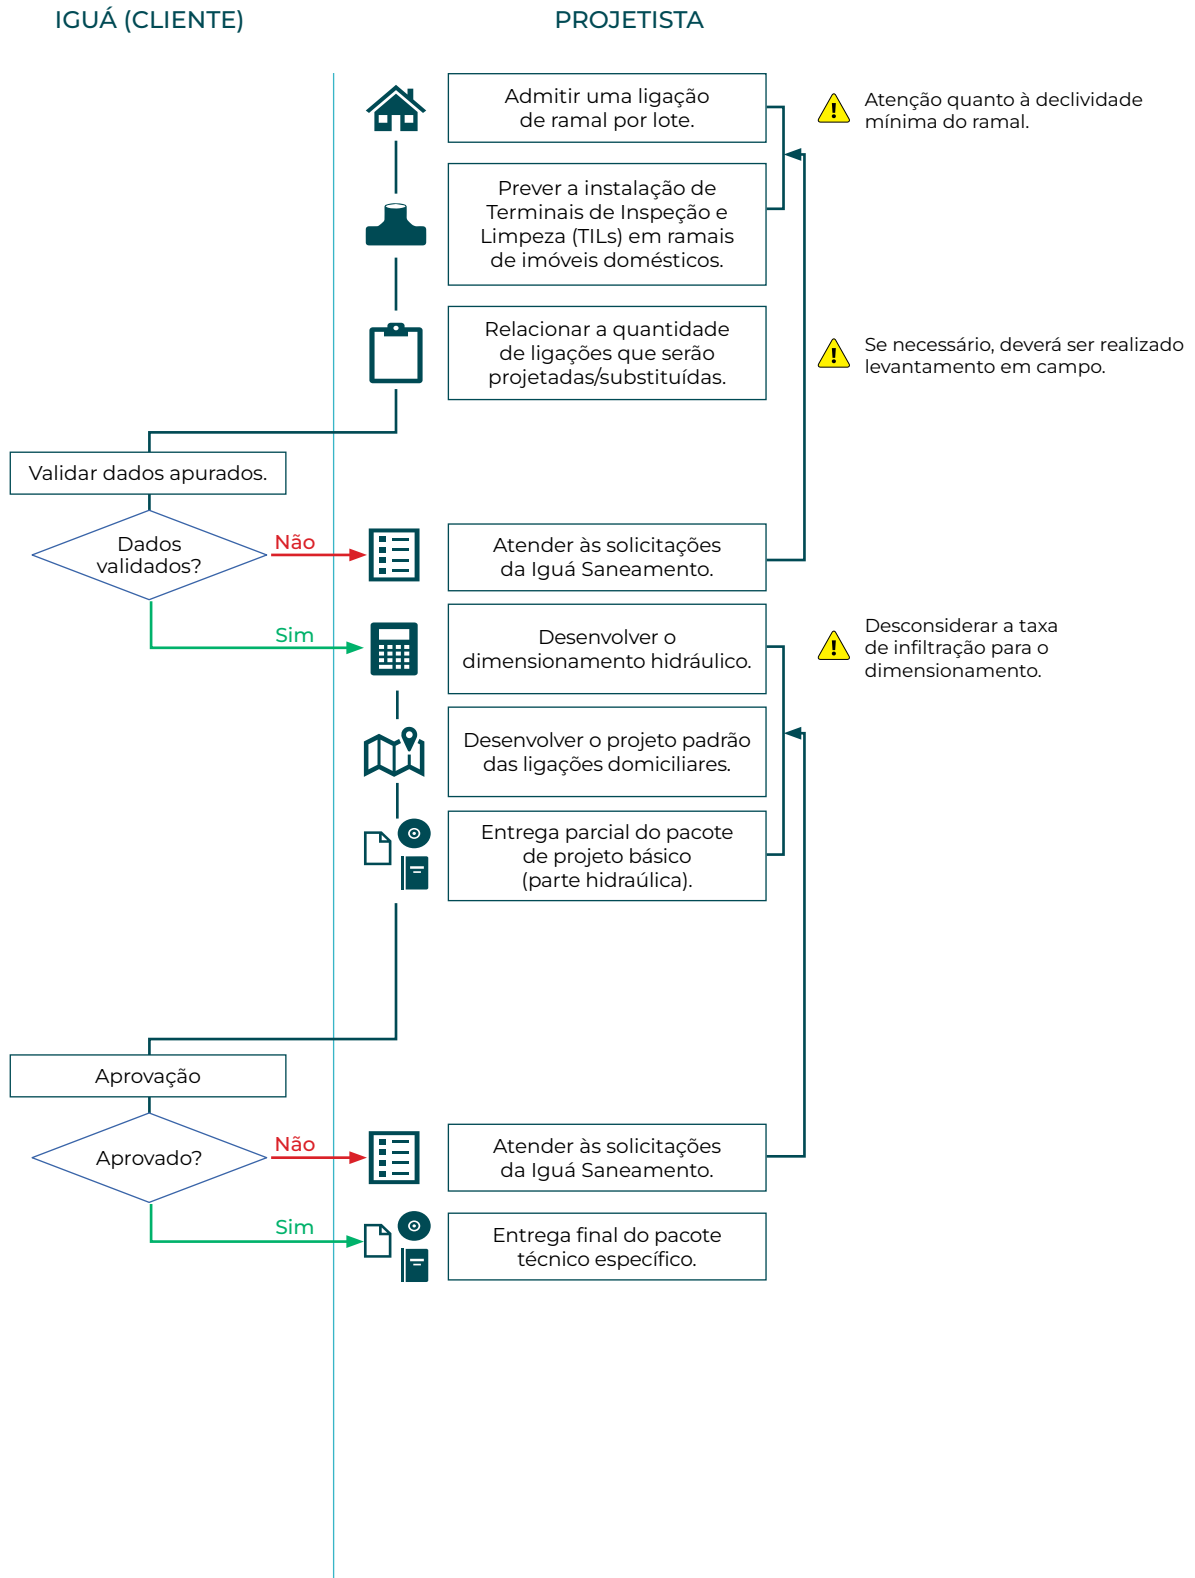 IGUÁ (CLIENTE)
PROJETISTA
Admitir uma ligação
de ramal por lote.
Atenção quanto à declividade
mínima do ramal.
Prever a instalação de
Terminais de Inspeção e
Limpeza (TILs) em ramais
de imóveis domésticos.
Relacionar a quantidade
de ligações que serão
projetadas/substituídas.
Se necessário, deverá ser realizado
levantamento em campo.
Validar dados apurados.
Dados
validados?
Não
Atender às solicitações
da Iguá Saneamento.
Sim
Desenvolver o
dimensionamento hidráulico.
Desconsiderar a taxa
de infiltração para o
dimensionamento.
Desenvolver o projeto padrão
das ligações domiciliares.
Entrega parcial do pacote
de projeto básico
(parte hidraúlica).
Aprovação
Aprovado?
Não
Atender às solicitações
da Iguá Saneamento.
Sim
Entrega final do pacote
técnico específico.